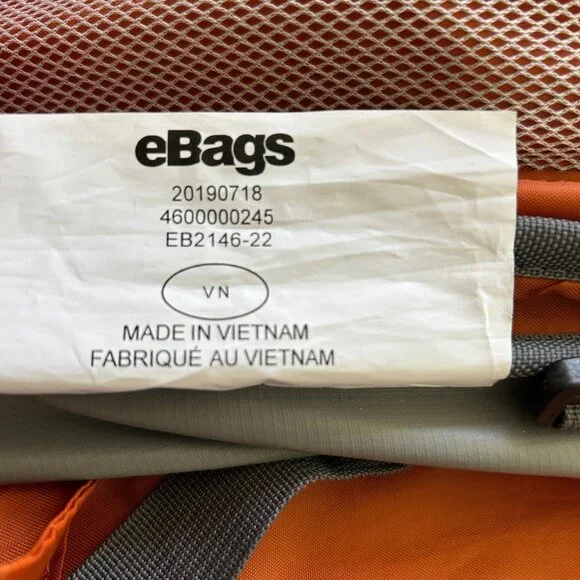 eBags
20190718
4600000245
EB2146-22
VN
MADE IN VIETNAM
FABRIQUÉ AU VIETNAM